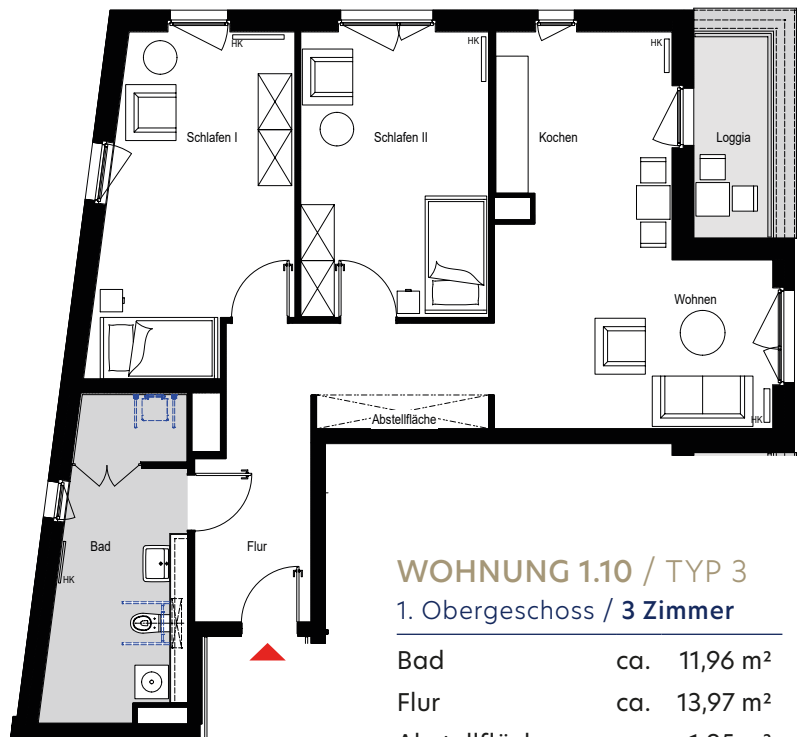 HK
HK
HK
Schlafen I
Schlafen II
Kochen
Loggia
Wohnen
HK
Abstellfläche
Bad
Flur
HK
WOHNUNG 1.10 / TYP 3
1. Obergeschoss / 3 Zimmer
Bad ca. 11,96 m²
Flur ca. 13,97 m²